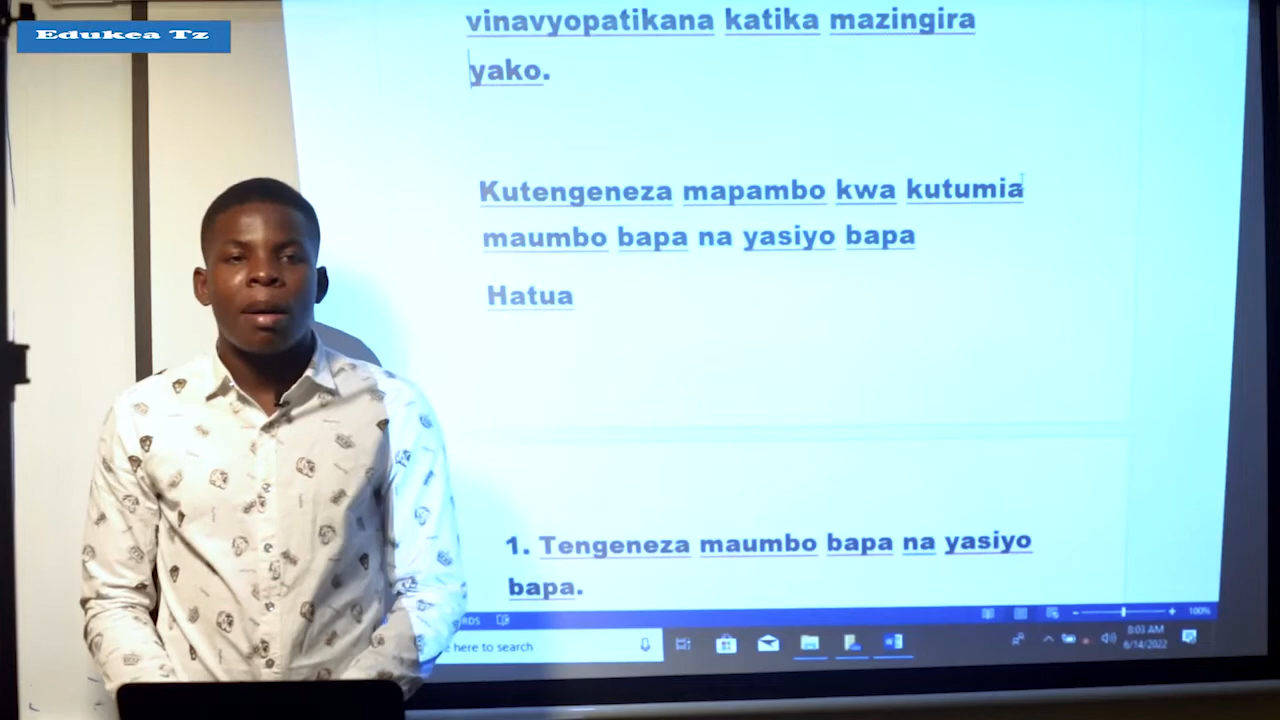 Edukea Tz
vinavyopatikana katika mazingira
yako.
Kutengeneza mapambo kwa kutumia
maumbo bapa na yasiyo bapa
Hatua
1. Tengeneza maumbo bapa na yasiyo
bapa.
RDS
100%
here to search
8:03 AM
6/14/2022